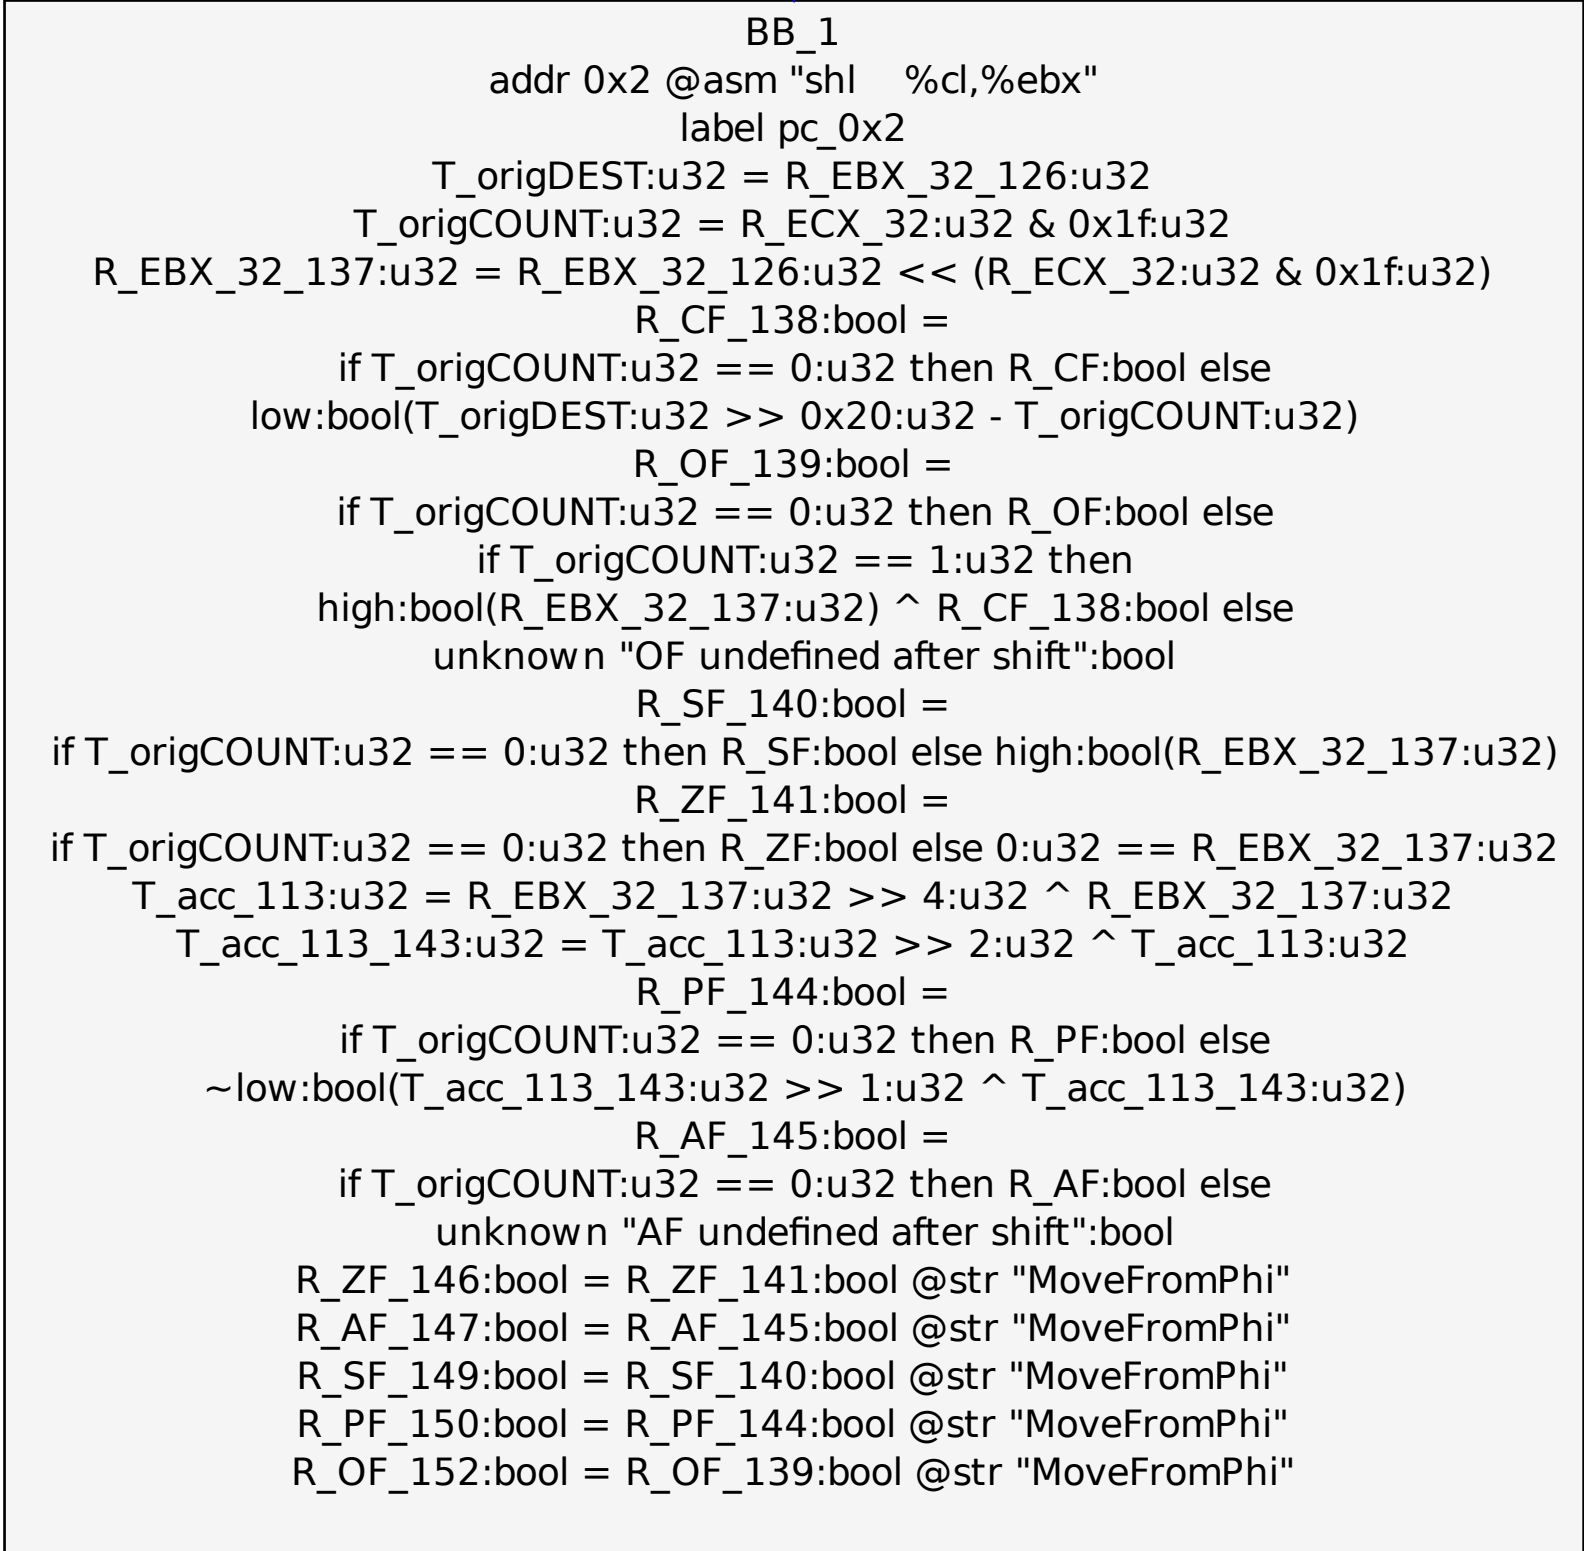 BB_1
addr 0x2 @asm "shl    %cl,%ebx"
label pc_0x2
T_origDEST:u32 = R_EBX_32_126:u32
T_origCOUNT:u32 = R_ECX_32:u32 & 0x1f:u32
R_EBX_32_137:u32 = R_EBX_32_126:u32 << (R_ECX_32:u32 & 0x1f:u32)
R_CF_138:bool =
if T_origCOUNT:u32 == 0:u32 then R_CF:bool else
low:bool(T_origDEST:u32 >> 0x20:u32 - T_origCOUNT:u32)
R_OF_139:bool =
if T_origCOUNT:u32 == 0:u32 then R_OF:bool else
if T_origCOUNT:u32 == 1:u32 then
high:bool(R_EBX_32_137:u32) ^ R_CF_138:bool else
unknown "OF undefined after shift":bool
R_SF_140:bool =
if T_origCOUNT:u32 == 0:u32 then R_SF:bool else high:bool(R_EBX_32_137:u32)
R_ZF_141:bool =
if T_origCOUNT:u32 == 0:u32 then R_ZF:bool else 0:u32 == R_EBX_32_137:u32
T_acc_113:u32 = R_EBX_32_137:u32 >> 4:u32 ^ R_EBX_32_137:u32
T_acc_113_143:u32 = T_acc_113:u32 >> 2:u32 ^ T_acc_113:u32
R_PF_144:bool =
if T_origCOUNT:u32 == 0:u32 then R_PF:bool else
~low:bool(T_acc_113_143:u32 >> 1:u32 ^ T_acc_113_143:u32)
R_AF_145:bool =
if T_origCOUNT:u32 == 0:u32 then R_AF:bool else
unknown "AF undefined after shift":bool
R_ZF_146:bool = R_ZF_141:bool @str "MoveFromPhi"
R_AF_147:bool = R_AF_145:bool @str "MoveFromPhi"
R_SF_149:bool = R_SF_140:bool @str "MoveFromPhi"
R_PF_150:bool = R_PF_144:bool @str "MoveFromPhi"
R_OF_152:bool = R_OF_139:bool @str "MoveFromPhi"